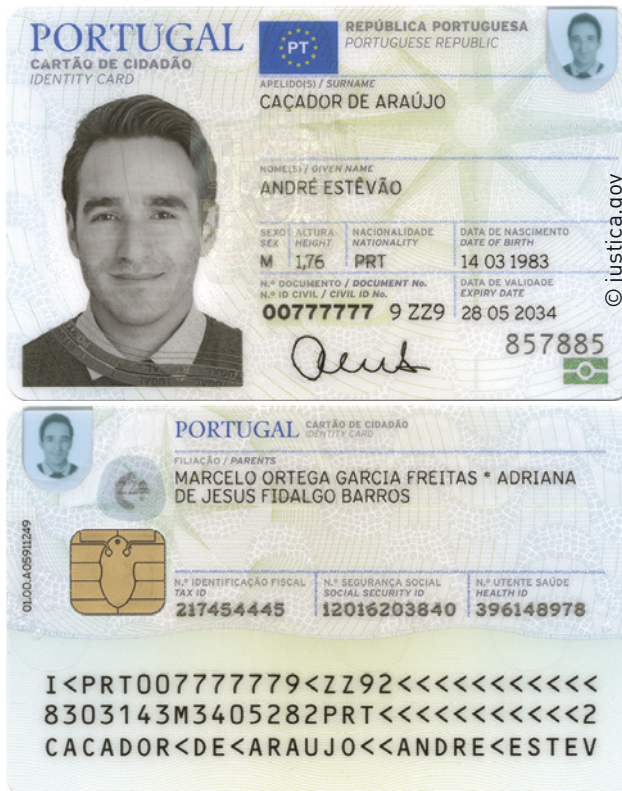 PORTUGAL
CARTÃO DE CIDADÃO
IDENTITY CARD
PT
REPÚBLICA PORTUGUESA
PORTUGUESE REPUBLIC
APELIDO(S) / SURNAME
CAÇADOR DE ARAÚJO
NOME(S) / GIVEN NAME
ANDRÉ ESTÊVÃO
SEXO ALTURA NACIONALIDADE DATA DE NASCIMENTO
SEX HEIGHT NATIONALITY DATE OF BIRTH
M 1,76 PRT 14 03 1983
N.º DOCUMENTO / DOCUMENT No. DATA DE VALIDADE
N.º ID CIVIL / CIVIL ID No. EXPIRY DATE
00777777 9 ZZ9 28 05 2034
857885
© iustica.gov
PORTUGAL CARTÃO DE CIDADÃO
IDENTITY CARD
FILIAÇÃO / PARENTS
MARCELO ORTEGA GARCIA FREITAS * ADRIANA
DE JESUS FIDALGO BARROS
01.00.A05911249
N.º IDENTIFICAÇÃO FISCAL N.º SEGURANÇA SOCIAL N.º UTENTE SAÚDE
TAX ID SOCIAL SECURITY ID HEALTH ID
217454445 12016203840 396148978
I<PRT007777779<ZZ92<<<<<<<<<<<
8303143M3405282PRT<<<<<<<<<<<2
CACADOR<DE<ARAUJO<<ANDRE<ESTEV